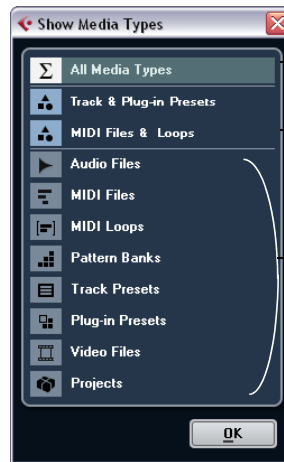 Show Media Types
All Media Types
Track & Plug-in Presets
MIDI Files & Loops
Audio Files
MIDI Files
MIDI Loops
Pattern Banks
Track Presets
Plug-in Presets
Video Files
Projects
OK